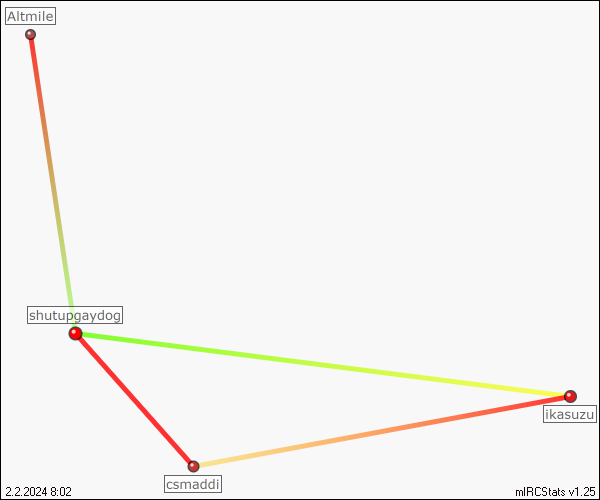 Altmile
shutupgaydog
ikasuzu
csmaddi
2.2.2024 8:02
mIRCStats v1.25